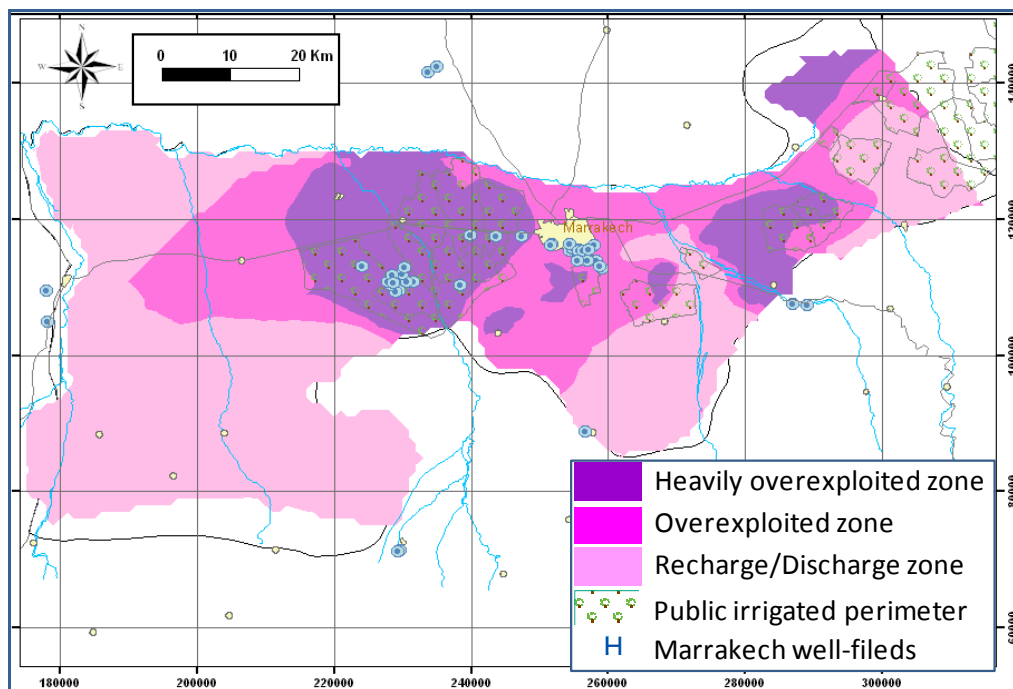 N
W E
S
0 10 20 Km
140000
120000
100000
80000
60000
Marrakech
Heavily overexploited zone
Overexploited zone
Recharge/Discharge zone
Public irrigated perimeter
H Marrakech well-fileds
180000 200000 220000 240000 260000 280000 300000